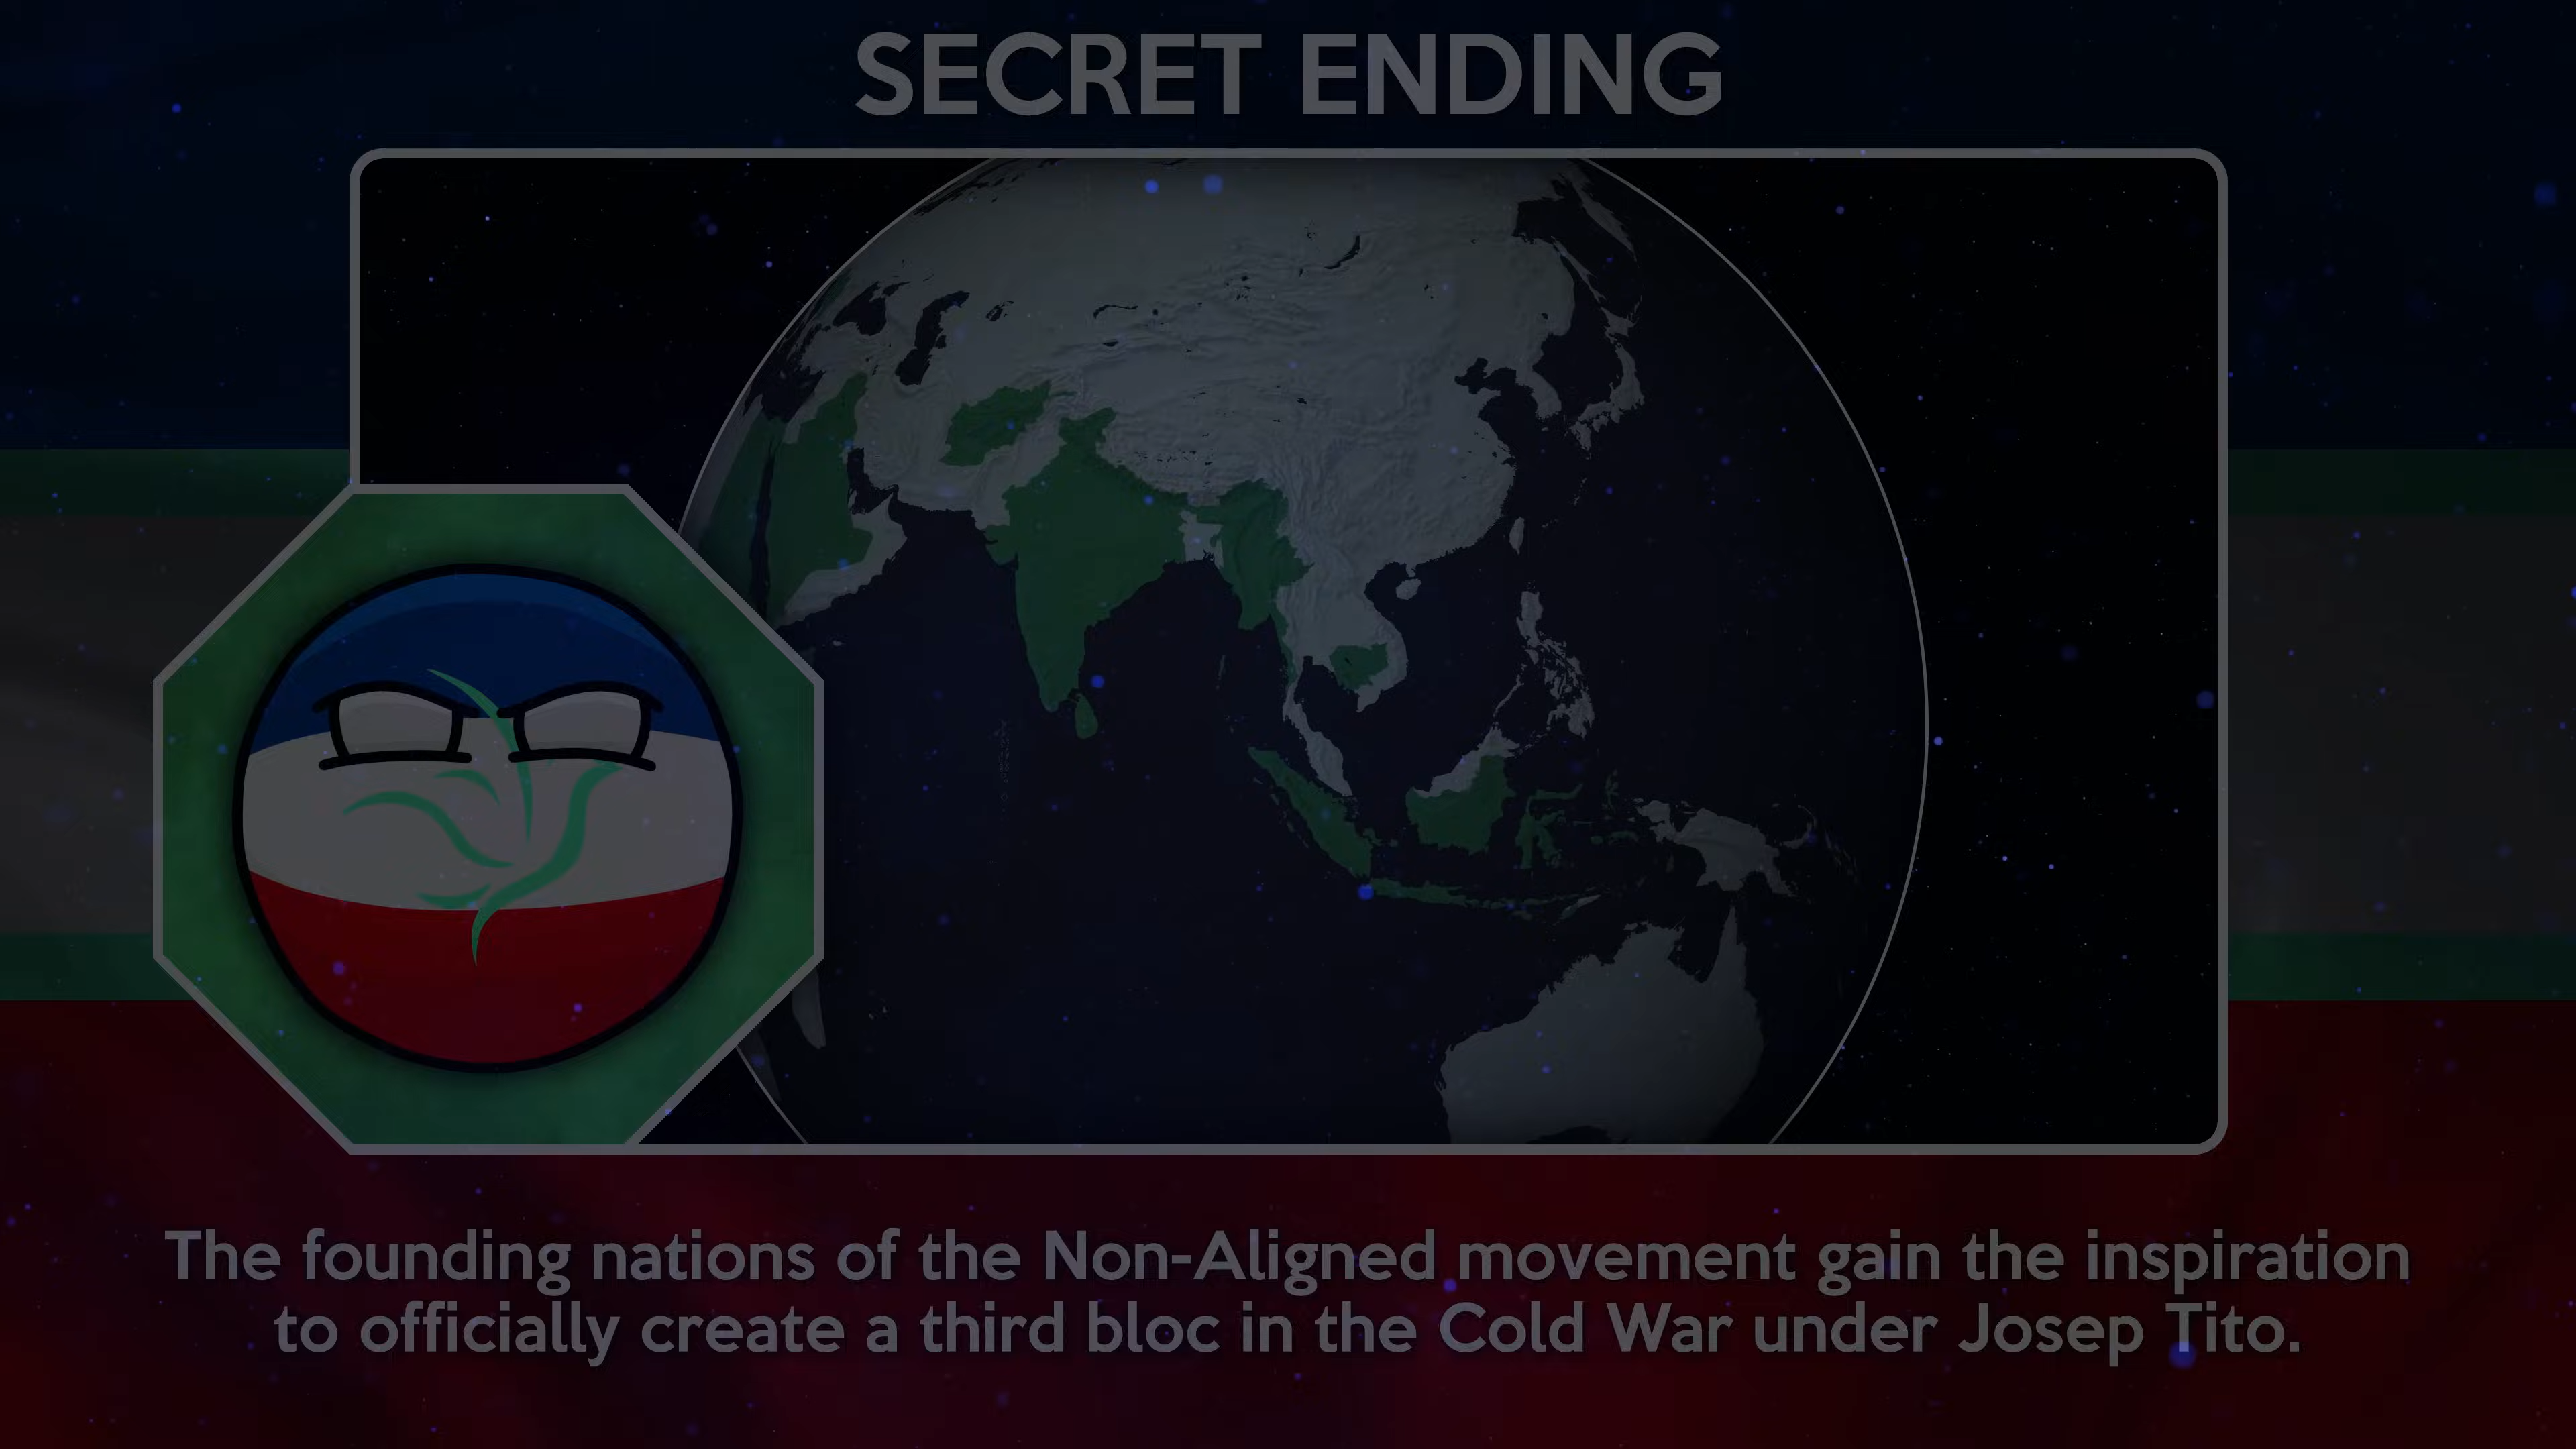 SECRET ENDING
The founding nations of the Non-Aligned movement gain the inspiration
to officially create a third bloc in the Cold War under Josep Tito.